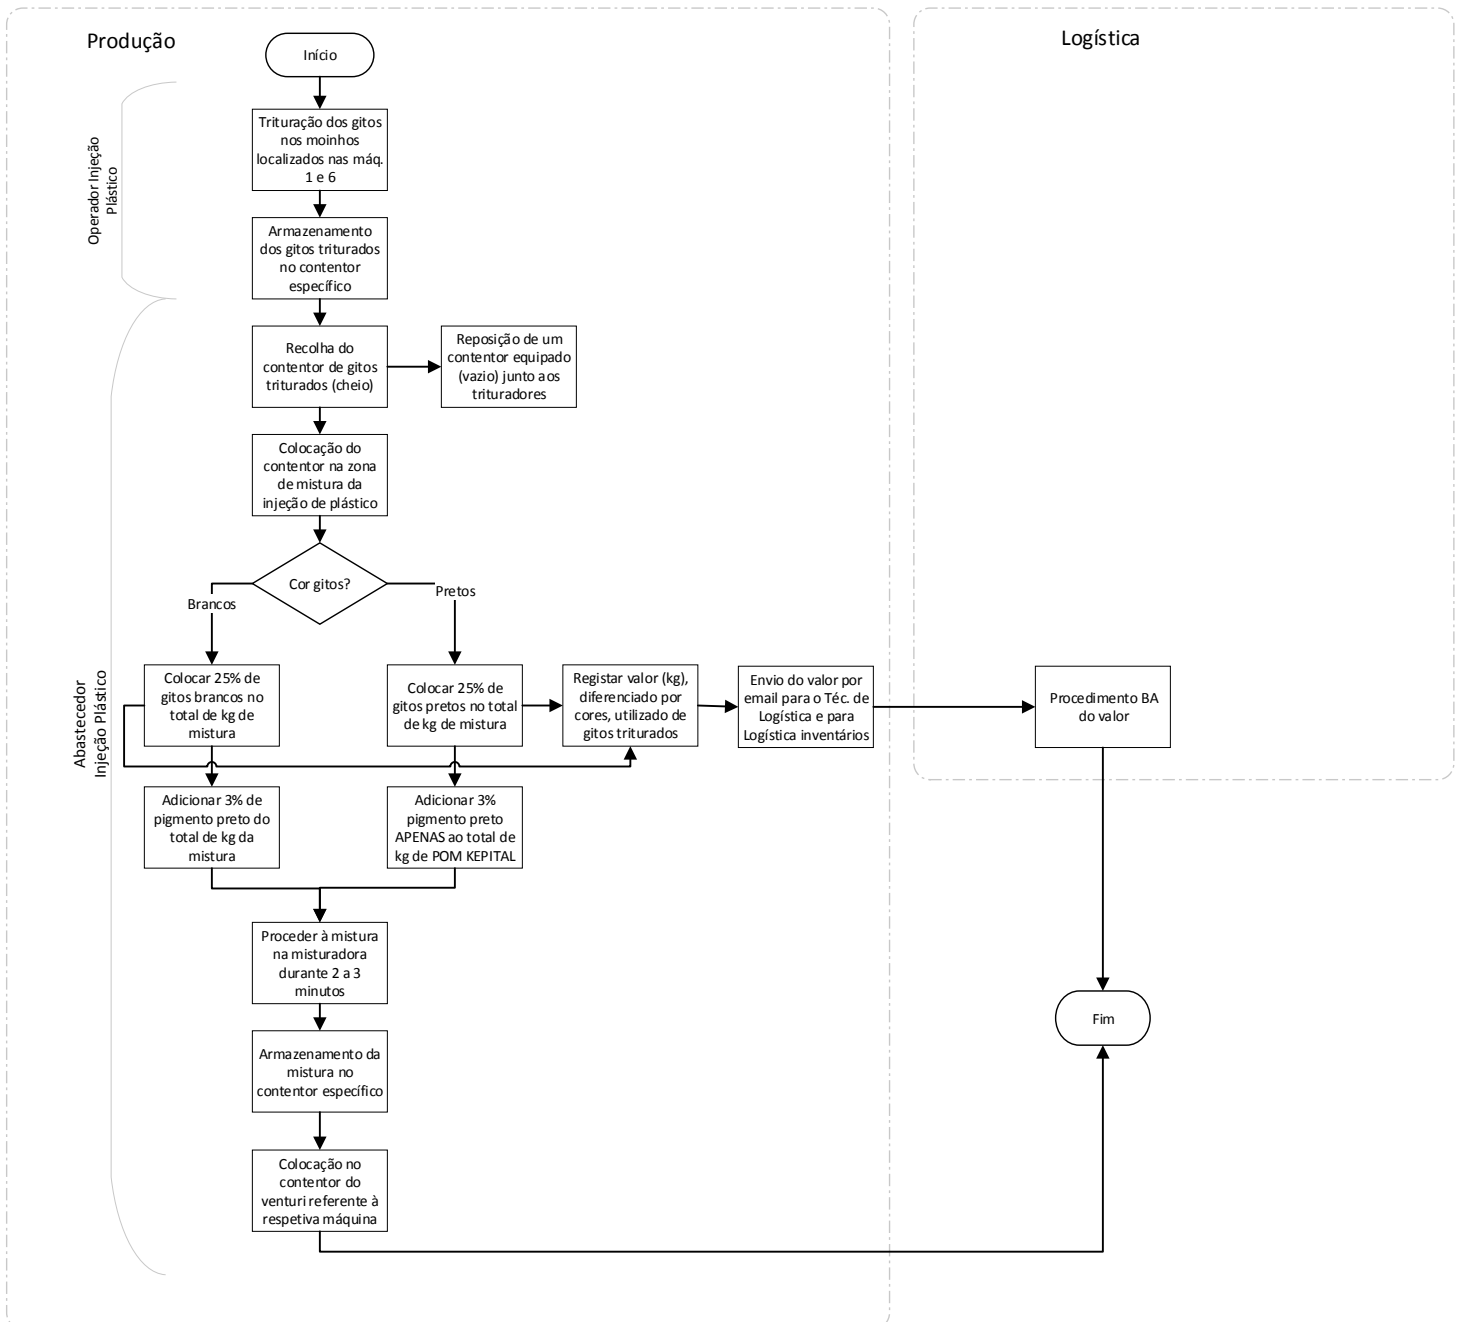 Produção
Logística
Início
Operador Injeção
Plástico
Trituração dos gitos
nos moinhos
localizados nas máq.
1 e 6
Armazenamento
dos gitos triturados
no contentor
específico
Recolha do
contentor de gitos
triturados (cheio)
Reposição de um
contentor equipado
(vazio) junto aos
trituradores
Colocação do
contentor na zona
de mistura da
injeção de plástico
Cor gitos?
Brancos
Pretos
Abastecedor
Injeção Plástico
Colocar 25% de
gitos brancos no
total de kg de
mistura
Colocar 25% de
gitos pretos no total
de kg de mistura
Registar valor (kg),
diferenciado por
cores, utilizado de
gitos triturados
Envio do valor por
email para o Téc. de
Logística e para
Logística inventários
Procedimento BA
do valor
Adicionar 3% de
pigmento preto do
total de kg da
mistura
Adicionar 3%
pigmento preto
APENAS ao total de
kg de POM KEPITAL
Proceder à mistura
na misturadora
durante 2 a 3
minutos
Armazenamento da
mistura no
contentor específico
Fim
Colocação no
contentor do
venturi referente à
respetiva máquina